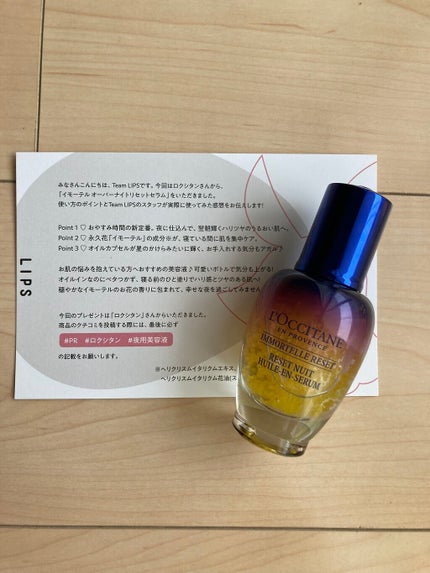 LIPS
みなさんこんにちは、Team LIPSです。今回はロクシタンさんから、
「イモーテル オーバーナイトリセットセラム」をいただきました。
使い方のポイントとTeam LIPSのスタッフが実際に使ってみた感想をお伝えします!
Point 1 ♡ おやすみ時間の新定番。夜に仕込んで、翌朝輝くハリツヤのうるおい肌へ。
Point 2 ♡ 永久花「イモーテル」の成分※が、寝ている間に肌を集中ケア。
Point 3 ♡ オイルカプセルが星のかけらみたいに輝く、お手入れする気分もアガル♪
お肌の悩みを抱えている方へおすすめの美容液♪可愛いボトルで気分も上がる!
オイルインなのにベタつかず、寝る前のひと塗りでハリ感とツヤのある肌へ!
穏やかなイモーテルのお花の香りに包まれて、幸せな夜を過ごしてみません
今回のプレゼントは「ロクシタン」さんからいただきました。
商品のクチコミを投稿する際には、最後に必ず
#PR #ロクシタン #夜用美容液
の記載をお願いします。
※ヘリクリスムイタリクムエキス、
ヘリクリスムイタリクム花油(ス
L'OCCITANE
EN PROVENCE
IMMORTELLE RESET
RESET NUIT
HUILE-EN-SERUM